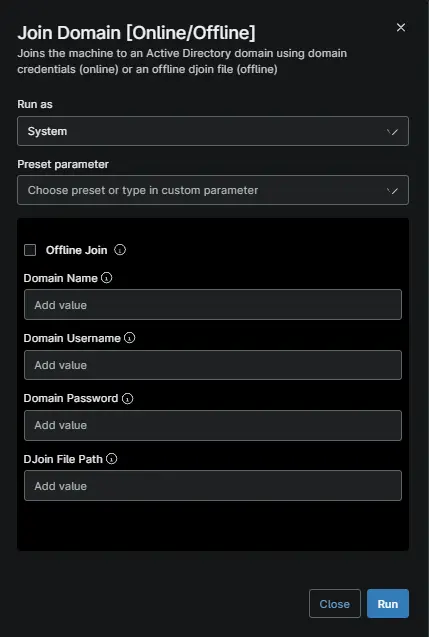 Join Domain [Online/Offline]
Joins the machine to an Active Directory domain using domain
credentials (online) or an offline djoin file (offline)
Run as
System
Preset parameter
Choose preset or type in custom parameter
Offline Join
Domain Name
Add value
Domain Username
Add value
Domain Password
Add value
DJoin File Path
Add value
Close
Run